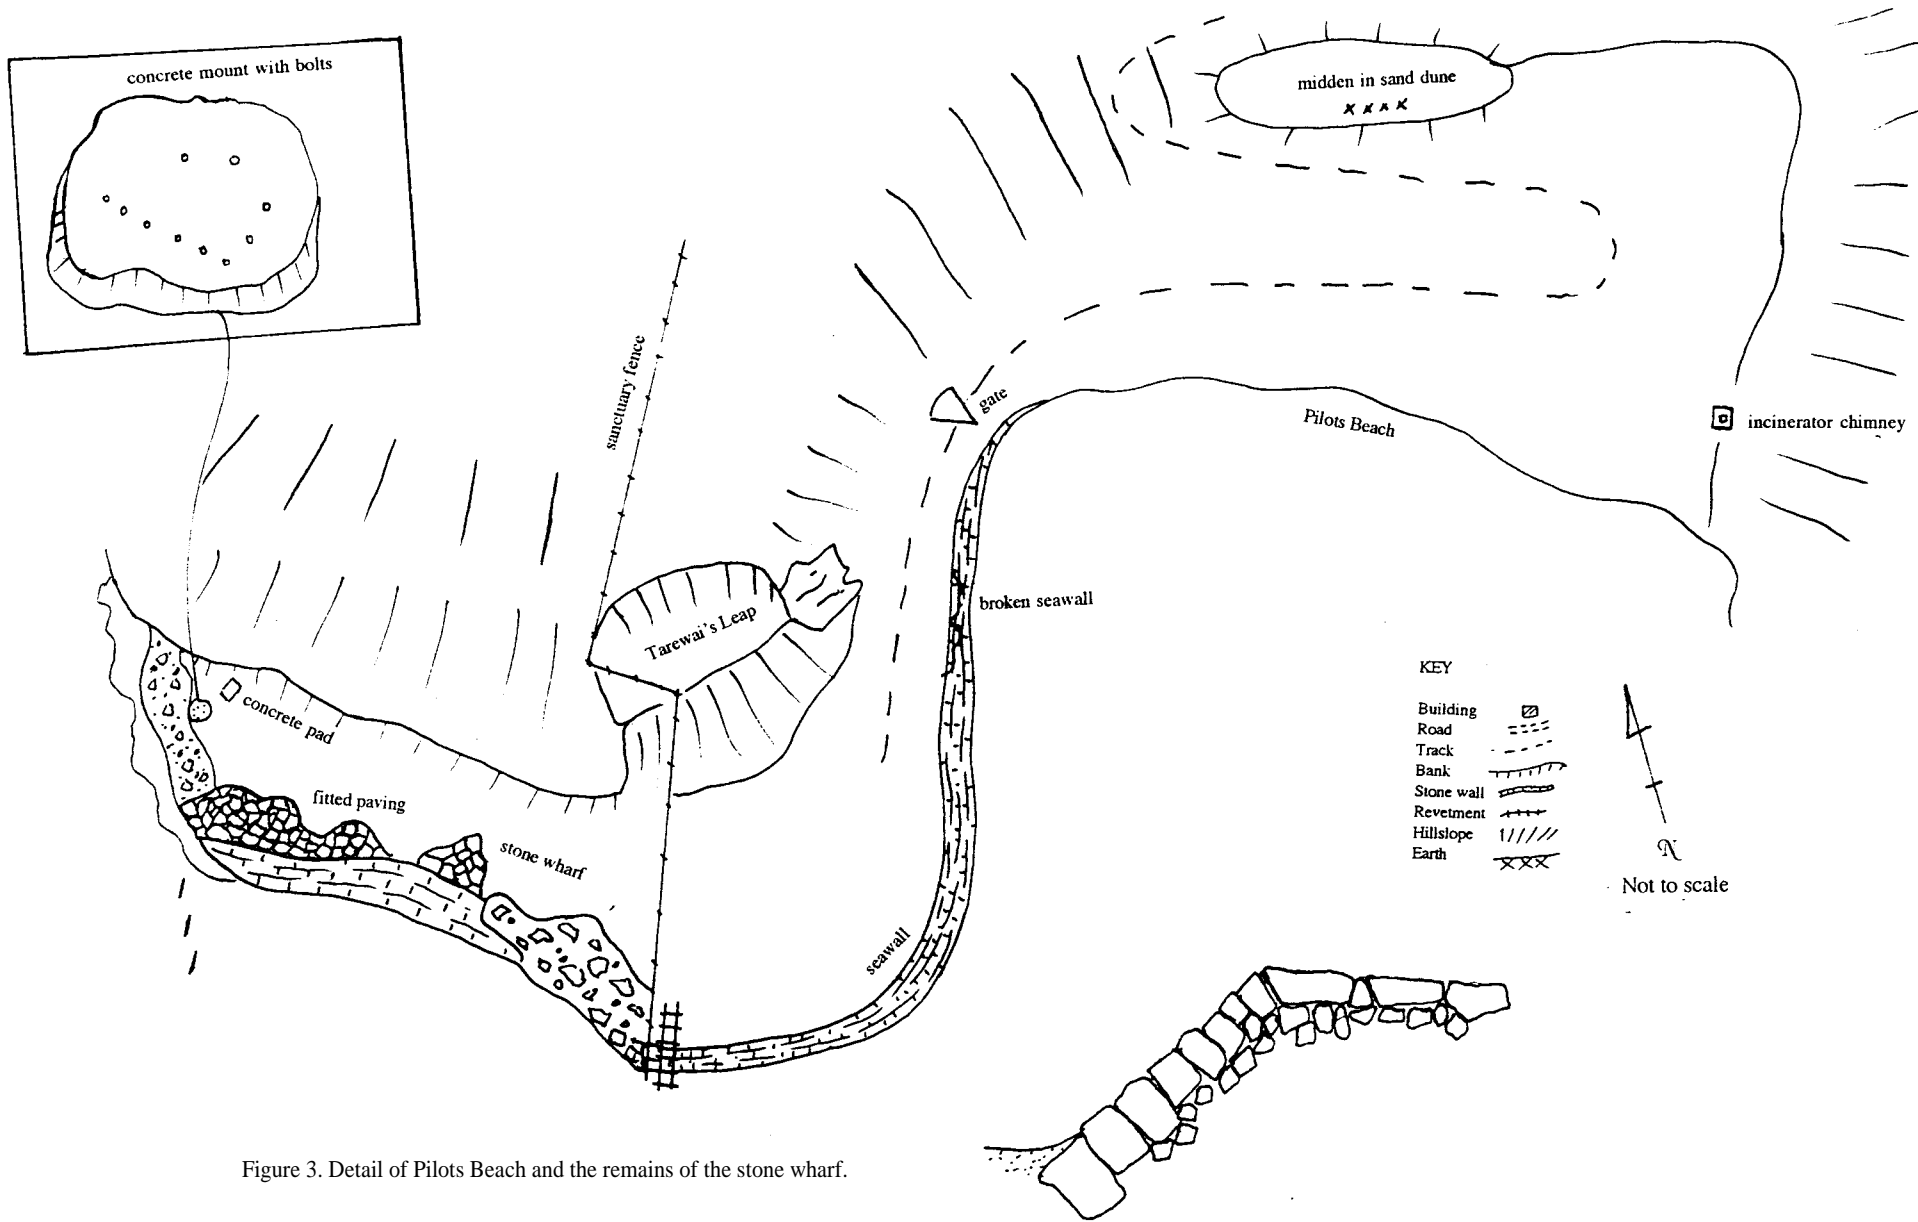 concrete mount with bolts
midden in sand dune
sanctuary fence
gate
Pilots Beach
incinerator chimney
Tarewai's Leap
broken seawall
concrete pad
fitted paving
stone wharf
seawall
KEY
Building
Road
Track
Bank
Stone wall
Revetment
Hillslope
Earth
N
Not to scale
Figure 3. Detail of Pilots Beach and the remains of the stone wharf.